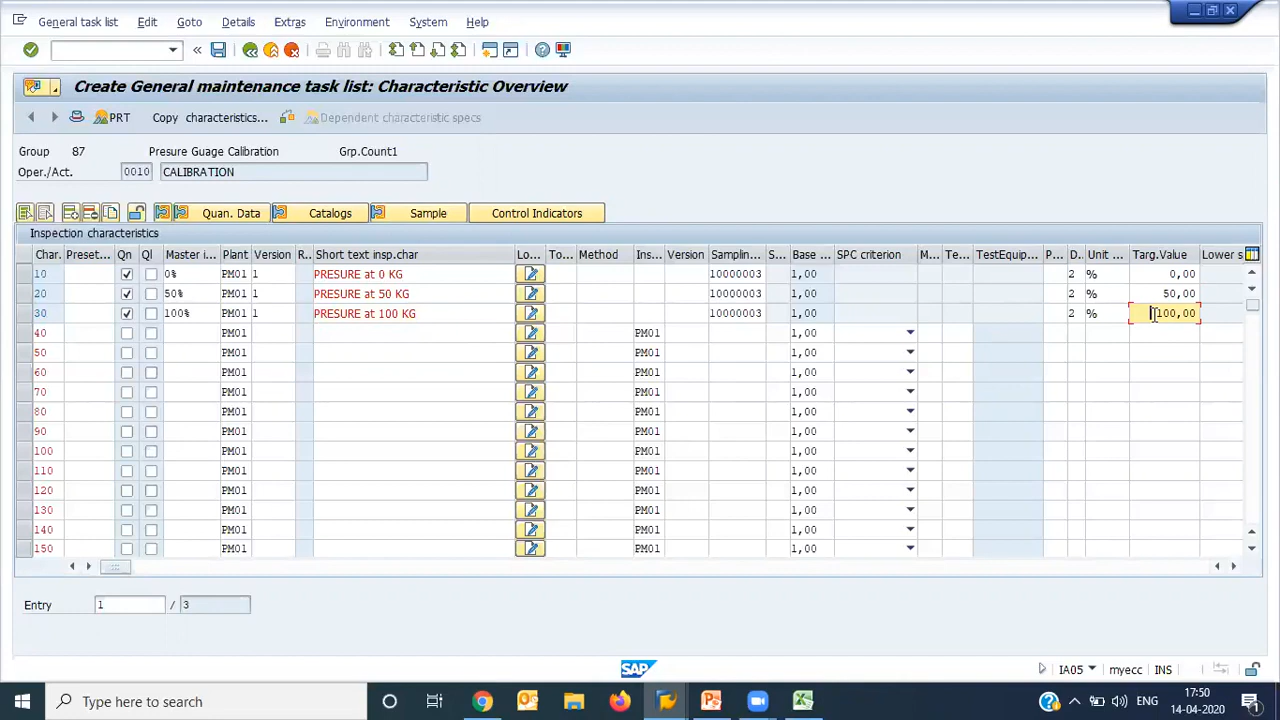 General task list Edit Goto Details Extras Environment System Help
Create General maintenance task list: Characteristic Overview
PRT Copy characteristics... Dependent characteristic specs
Group 87 Presure Guage Calibration Grp.Count1
Oper./Act. 0010 CALIBRATION
Quan. Data Catalogs Sample Control Indicators
Inspection characteristics
Char. Preset... Qn Ql Master i... Plant Version R.. Short text insp.char Lo... To... Method Ins... Version Samplin... S... Base ... SPC criterion M... Te... TestEquip... P... D.. Unit ... Targ.Value Lower s
10 0% PM01 1 PRESURE at 0 KG 10000003 1,00 2 % 0,00
20 50% PM01 1 PRESURE at 50 KG 10000003 1,00 2 % 50,00
30 100% PM01 1 PRESURE at 100 KG 10000003 1,00 2 % 100,00
40 PM01 PM01 1,00
50 PM01 PM01 1,00
60 PM01 PM01 1,00
70 PM01 PM01 1,00
80 PM01 PM01 1,00
90 PM01 PM01 1,00
100 PM01 PM01 1,00
110 PM01 PM01 1,00
120 PM01 PM01 1,00
130 PM01 PM01 1,00
140 PM01 PM01 1,00
150 PM01 PM01 1,00
Entry 1 / 3
SAP IA05 myecc INS
Type here to search ENG 17:50
14-04-2020 1